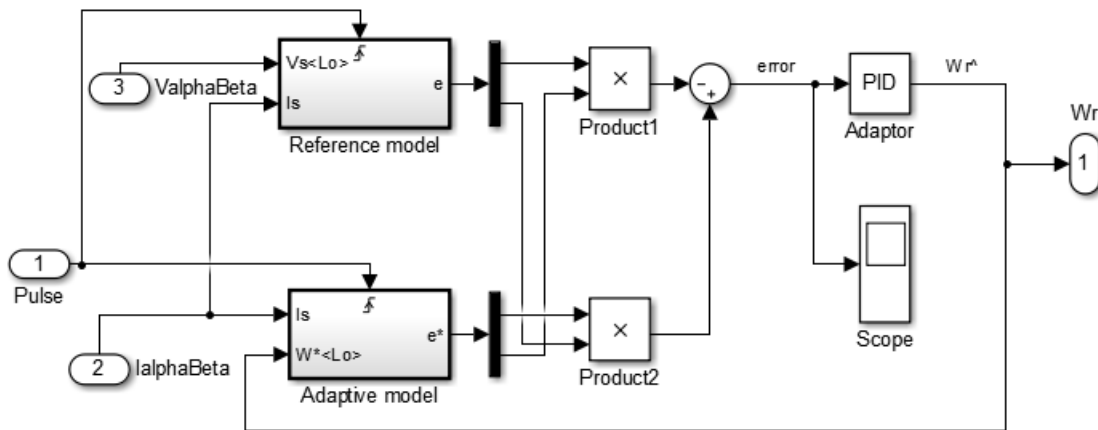 Vs<Lo>
Is
e
Reference model
3
ValphaBeta
×
Product1
-
+
error
PID
Adaptor
Wr^
Wr
1
1
Pulse
Is
W*<Lo>
e*
Adaptive model
2
IalphaBeta
×
Product2
Scope